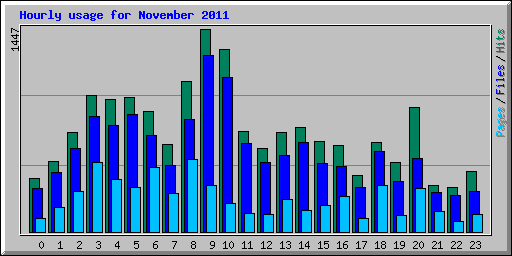 Hourly usage for November 2011
1447
Pages / Files / Hits
0 1 2 3 4 5 6 7 8 9 10 11 12 13 14 15 16 17 18 19 20 21 22 23